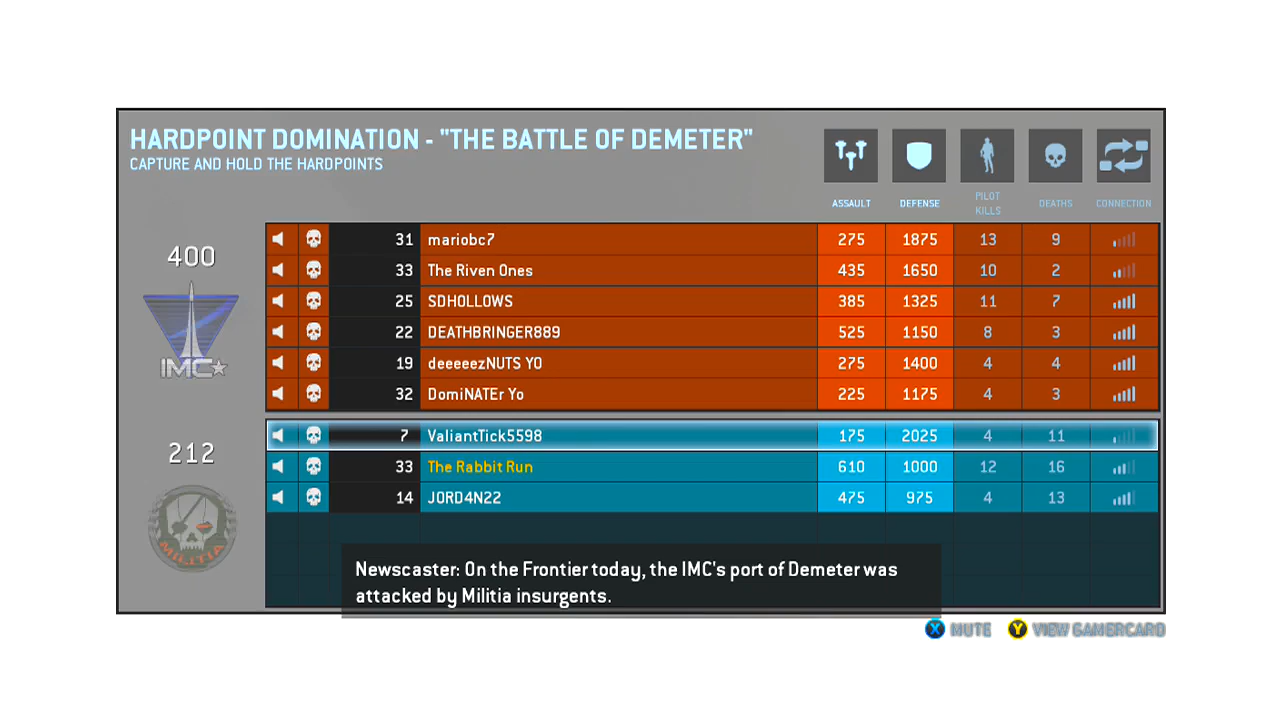 HARDPOINT DOMINATION - "THE BATTLE OF DEMETER"
CAPTURE AND HOLD THE HARDPOINTS
ASSAULT DEFENSE PILOT KILLS DEATHS CONNECTION
400
IMC
31 mariobc7 275 1875 13 9
33 The Riven Ones 435 1650 10 2
25 SDHOLLOWS 385 1325 11 7
22 DEATHBRINGER889 525 1150 8 3
19 deeeeezNUTS YO 275 1400 4 4
32 DomiNATEr Yo 225 1175 4 3
212
MILITIA
7 ValiantTick5598 175 2025 4 11
33 The Rabbit Run 610 1000 12 16
14 J0RD4N22 475 975 4 13
Newscaster: On the Frontier today, the IMC's port of Demeter was
attacked by Militia insurgents.
X MUTE Y VIEW GAMERCARD